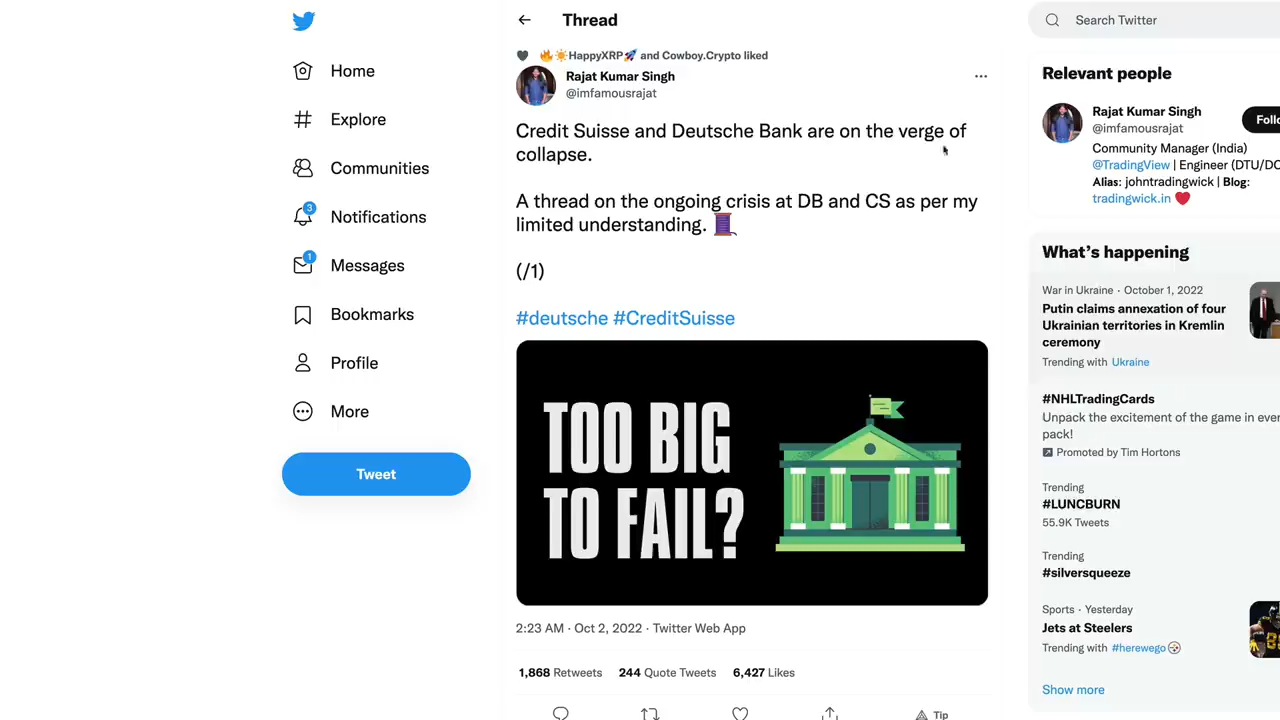 Home
Explore
Communities
3
Notifications
1
Messages
Bookmarks
Profile
More
Tweet
Thread
HappyXRP🚀 and Cowboy.Crypto liked
Rajat Kumar Singh
@imfamousrajat
Credit Suisse and Deutsche Bank are on the verge of
collapse.
A thread on the ongoing crisis at DB and CS as per my
limited understanding. 🧵
(/1)
#deutsche #CreditSuisse
TOO BIG
TO FAIL?
2:23 AM · Oct 2, 2022 · Twitter Web App
1,868 Retweets 244 Quote Tweets 6,427 Likes
Tip
Search Twitter
Relevant people
Rajat Kumar Singh
@imfamousrajat
Follo
Community Manager (India)
@TradingView | Engineer (DTU/DC
Alias: johntradingwick | Blog:
tradingwick.in ❤️
What's happening
War in Ukraine · October 1, 2022
Putin claims annexation of four
Ukrainian territories in Kremlin
ceremony
Trending with Ukraine
#NHLTradingCards
Unpack the excitement of the game in ever
pack!
Promoted by Tim Hortons
Trending
#LUNCBURN
55.9K Tweets
Trending
#silversqueeze
Sports · Yesterday
Jets at Steelers
Trending with #herewego
Show more